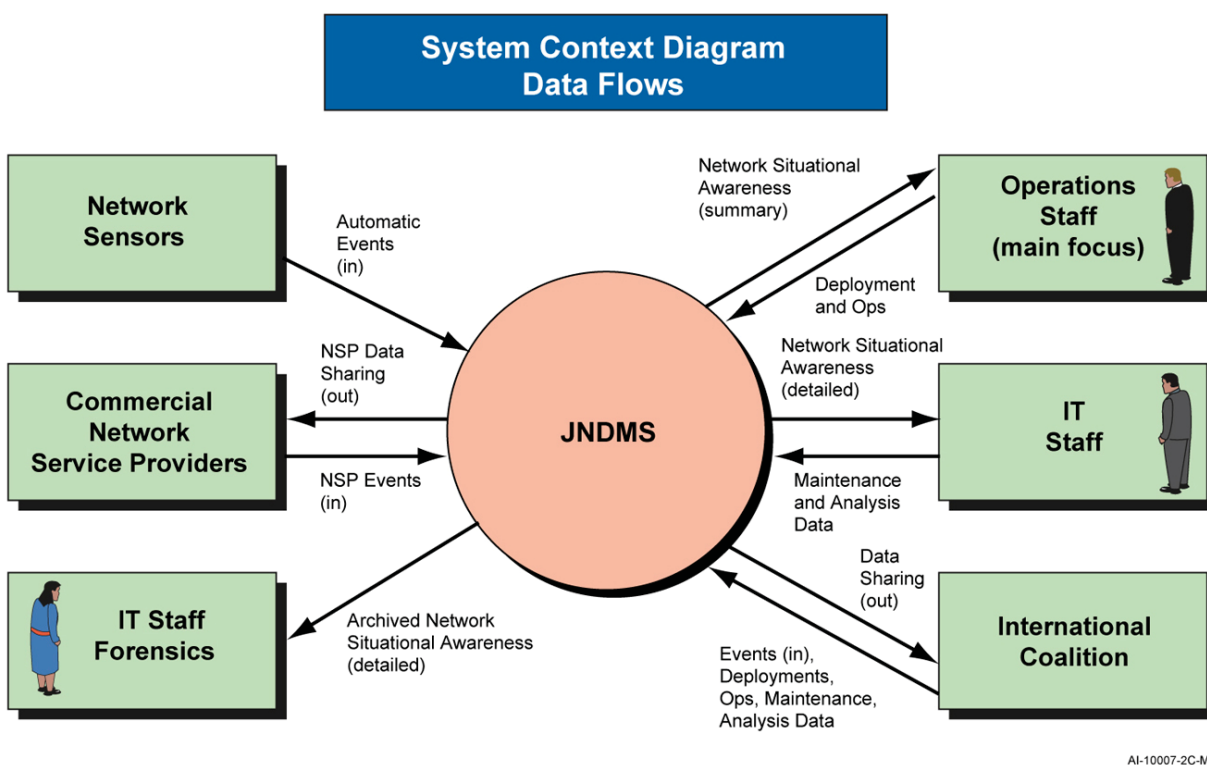 System Context Diagram
Data Flows
Network
Sensors
Automatic
Events
(in)
Network Situational
Awareness
(summary)
Operations
Staff
(main focus)
Deployment
and Ops
Commercial
Network
Service Providers
NSP Data
Sharing
(out)
NSP Events
(in)
JNDMS
Network Situational
Awareness
(detailed)
IT
Staff
Maintenance
and Analysis
Data
IT Staff
Forensics
Archived Network
Situational Awareness
(detailed)
Data
Sharing
(out)
Events (in),
Deployments,
Ops, Maintenance,
Analysis Data
International
Coalition
AI-10007-2C-M